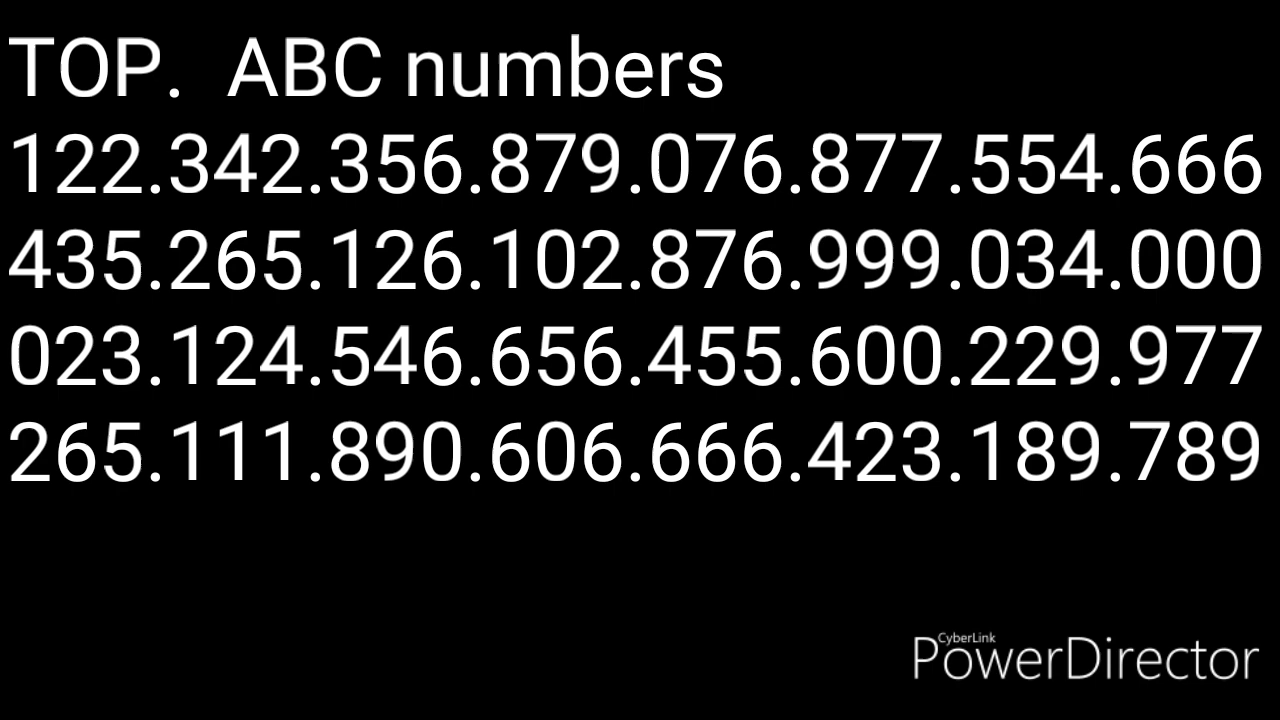 TOP.  ABC numbers
122.342.356.879.076.877.554.666
435.265.126.102.876.999.034.000
023.124.546.656.455.600.229.977
265.111.890.606.666.423.189.789
CyberLink
PowerDirector